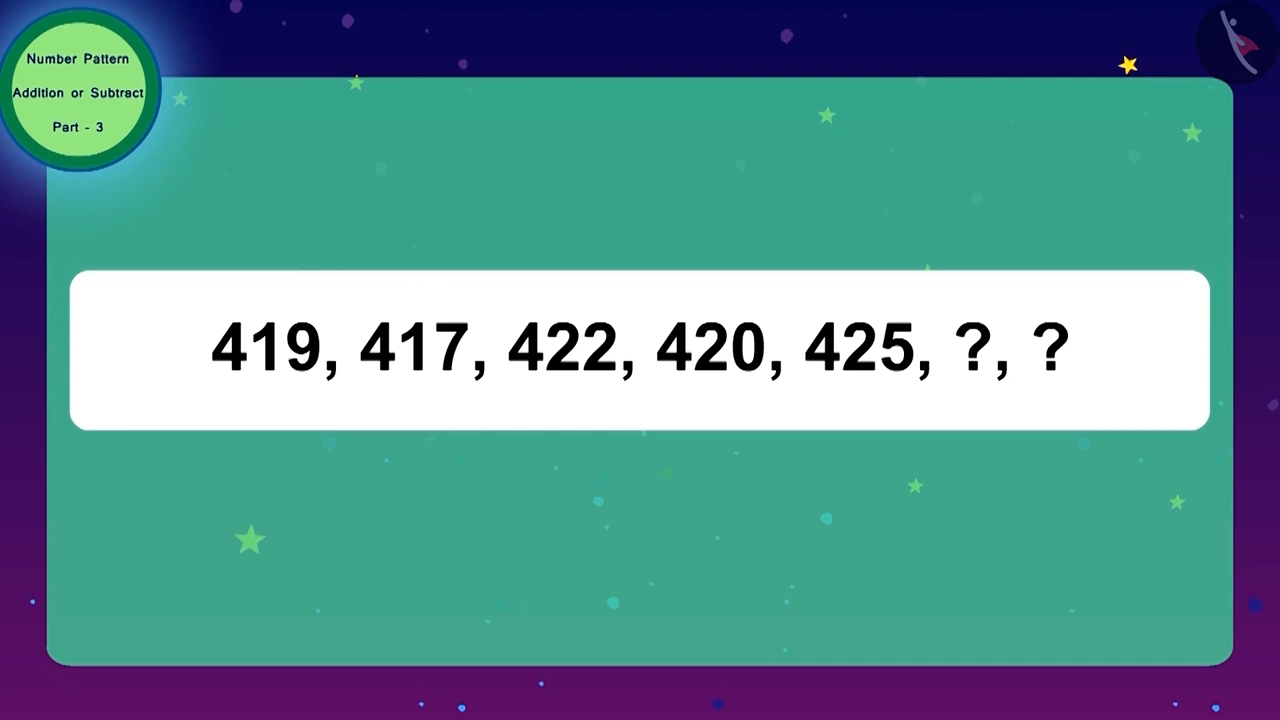 Number Pattern
Addition or Subtract
Part - 3
419, 417, 422, 420, 425, ?, ?